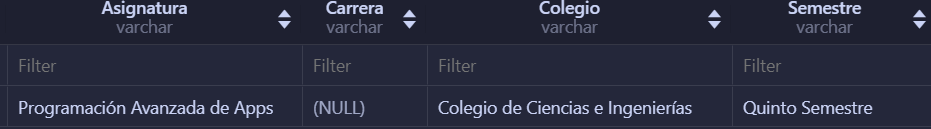 Asignatura Carrera Colegio Semestre
varchar varchar varchar varchar
Filter Filter Filter Filter
Programación Avanzada de Apps (NULL) Colegio de Ciencias e Ingenierías Quinto Semestre